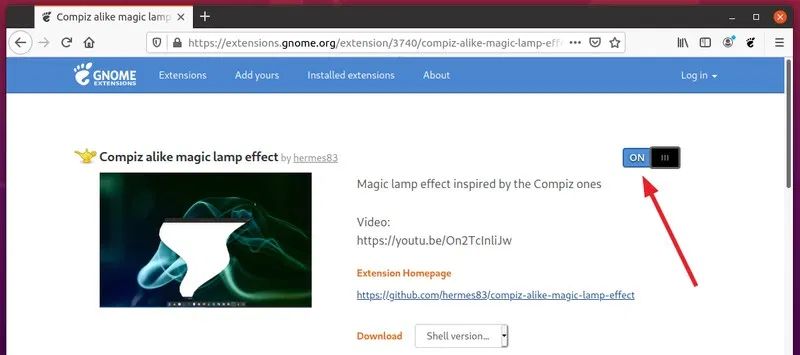 Compiz alike magic lamp
https://extensions.gnome.org/extension/3740/compiz-alike-magic-lamp-eff
GNOME
EXTENSIONS
Extensions
Add yours
Installed extensions
About
Log in
Compiz alike magic lamp effect by hermes83
ON
Magic lamp effect inspired by the Compiz ones
Video:
https://youtu.be/On2TcInliJw
Extension Homepage
https://github.com/hermes83/compiz-alike-magic-lamp-effect
Download
Shell version...